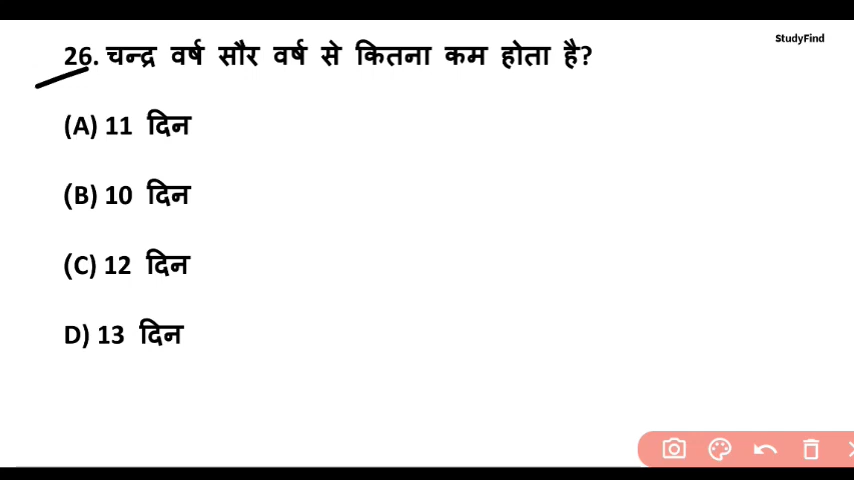 StudyFind
26. चन्द्र वर्ष सौर वर्ष से कितना कम होता है?
(A) 11 दिन
(B) 10 दिन
(C) 12 दिन
D) 13 दिन